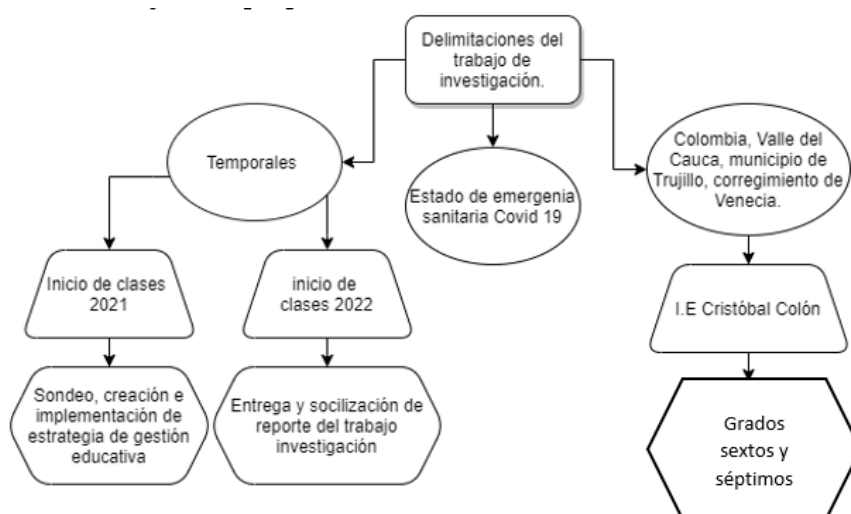 Delimitaciones del
trabajo de
investigación.
Temporales
Estado de emergenia
sanitaria Covid 19
Colombia, Valle del
Cauca, municipio de
Trujillo, corregimiento de
Venecia.
Inicio de clases
2021
inicio de
clases 2022
I.E Cristóbal Colón
Sondeo, creación e
implementación de
estrategia de gestión
educativa
Entrega y socilización de
reporte del trabajo
investigación
Grados
sextos y
séptimos